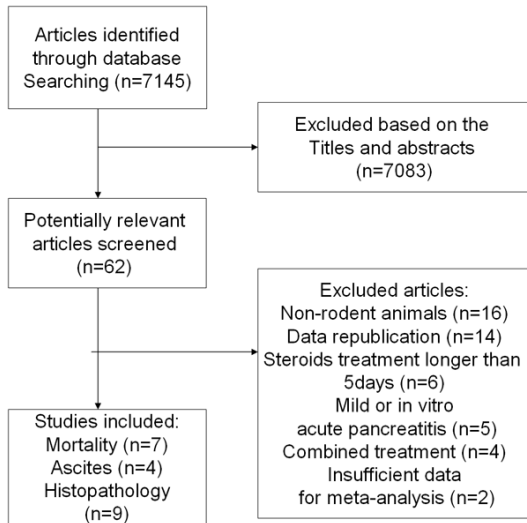 Articles identified
through database
Searching (n=7145)
Excluded based on the
Titles and abstracts
(n=7083)
Potentially relevant
articles screened
(n=62)
Excluded articles:
Non-rodent animals (n=16)
Data republication (n=14)
Steroids treatment longer than
5days (n=6)
Mild or in vitro
acute pancreatitis (n=5)
Combined treatment (n=4)
Insufficient data
for meta-analysis (n=2)
Studies included:
Mortality (n=7)
Ascites (n=4)
Histopathology
(n=9)